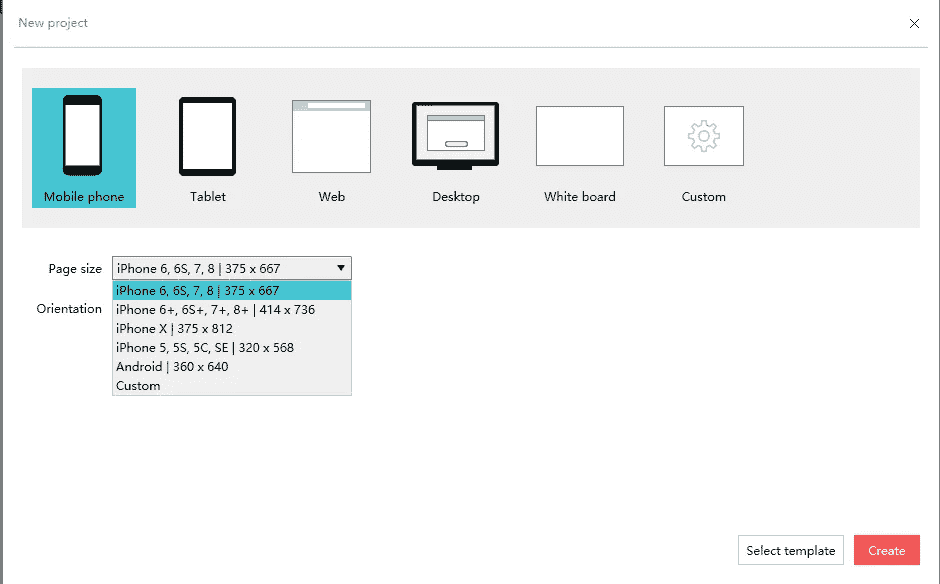 New project
Mobile phone
Tablet
Web
Desktop
White board
Custom
Page size
iPhone 6, 6S, 7, 8 | 375 x 667
iPhone 6, 6S, 7, 8 | 375 x 667
Orientation
iPhone 6+, 6S+, 7+, 8+ | 414 x 736
iPhone X | 375 x 812
iPhone 5, 5S, 5C, SE | 320 x 568
Android | 360 x 640
Custom
Select template
Create